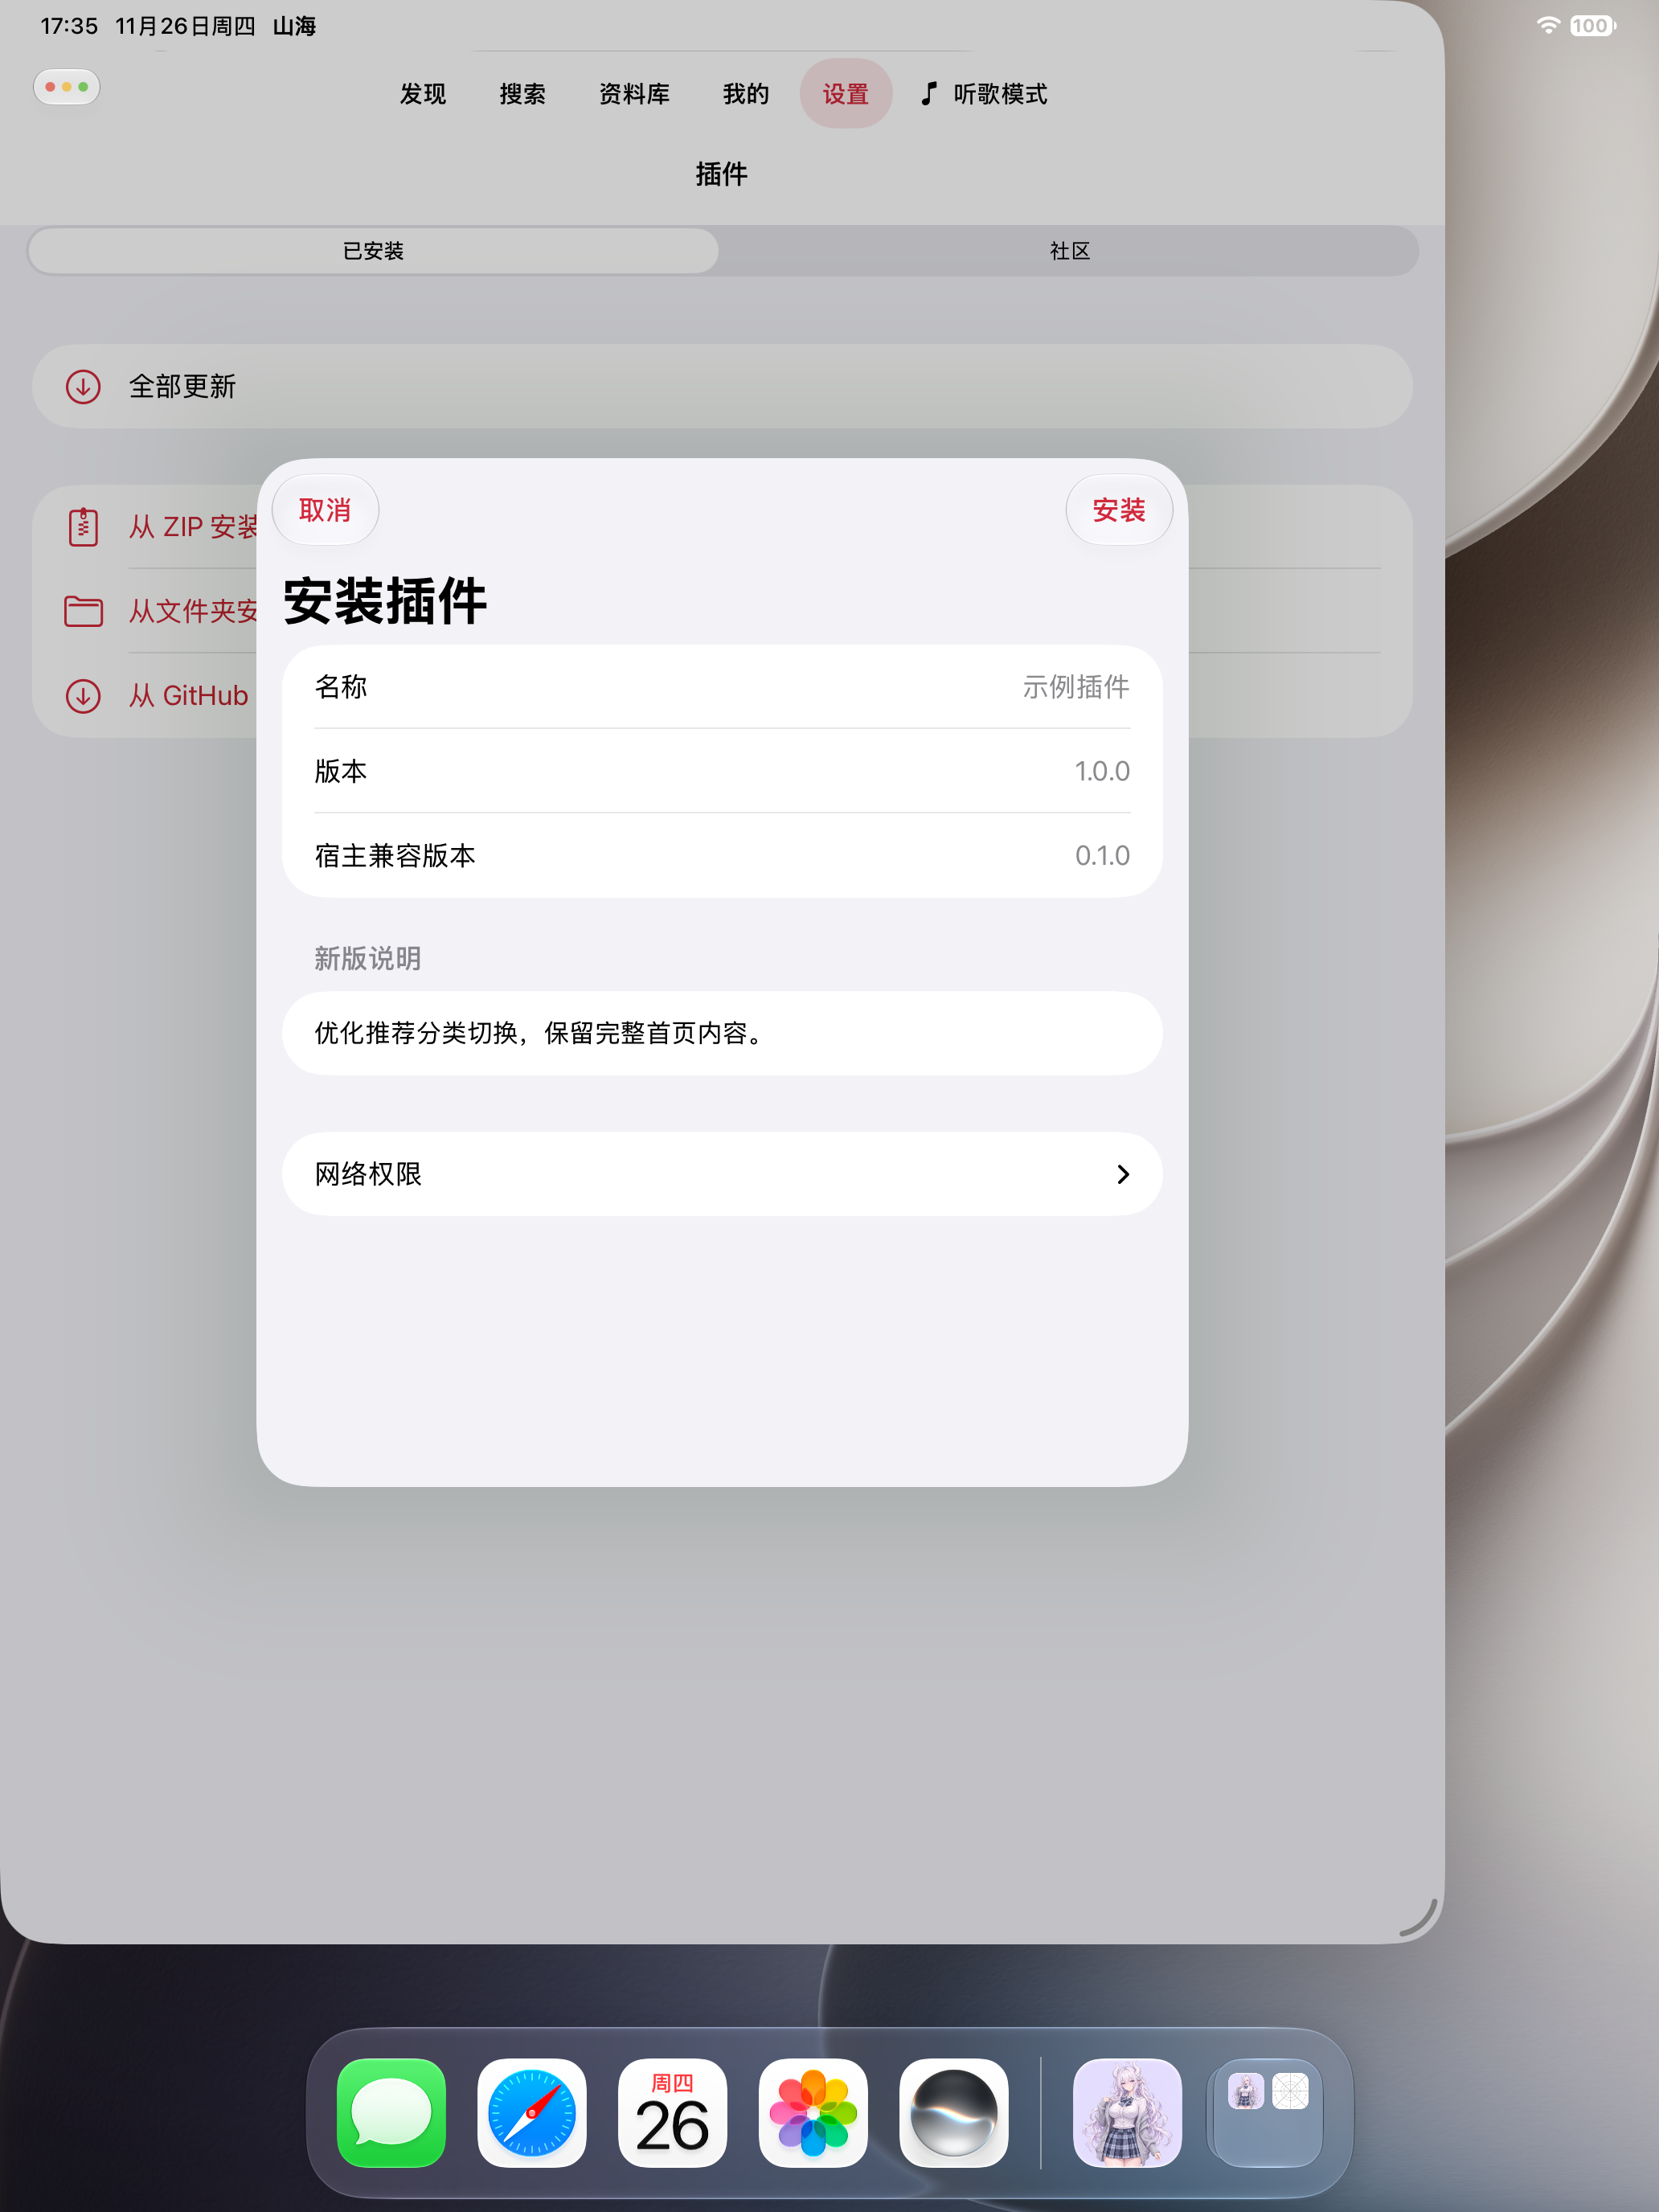 17:35 11月26日周四 山海
100
发现 搜索 资料库 我的 设置 听歌模式
插件
已安装 社区
全部更新
从 ZIP 安装
从文件夹安
从 GitHub
取消 安装
安装插件
名称 示例插件
版本 1.0.0
宿主兼容版本 0.1.0
新版说明
优化推荐分类切换，保留完整首页内容。
网络权限
周四
26